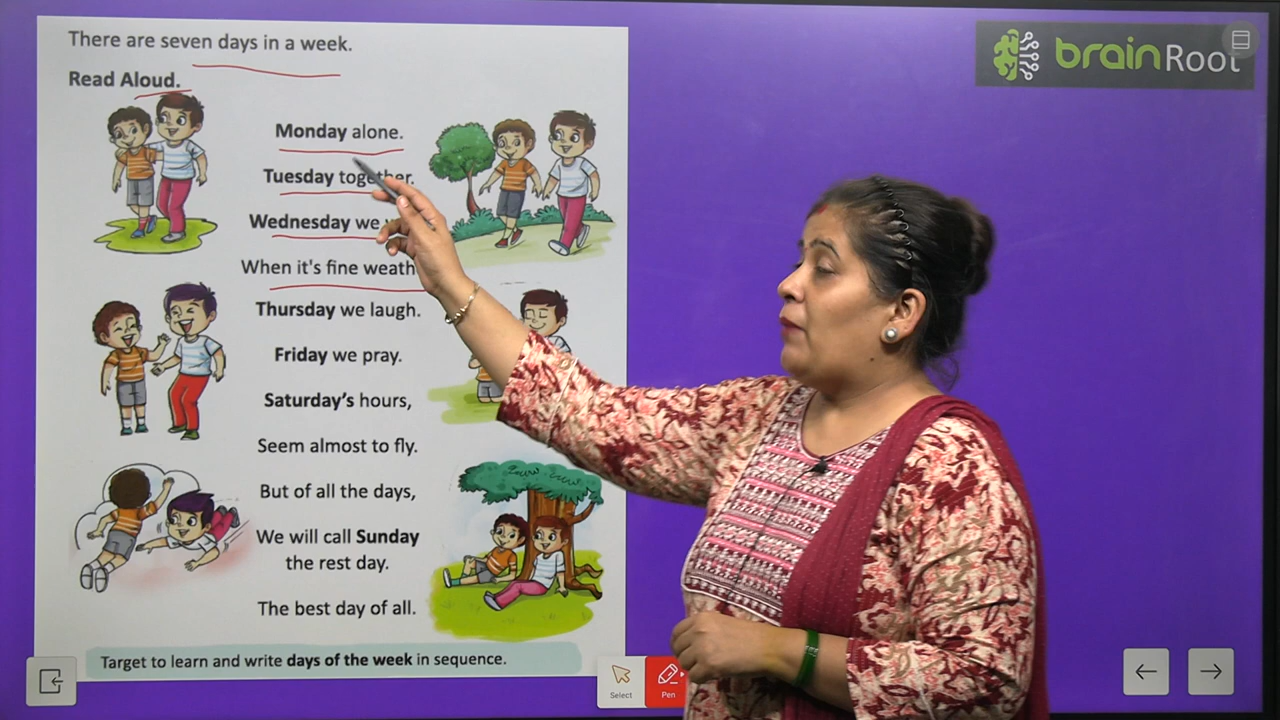 There are seven days in a week.
Read Aloud.
Monday alone.
Tuesday together.
Wednesday we
When it's fine
Thursday we laugh.
Friday we pray.
Saturday's hours,
Seem almost to fly.
But of all the days,
We will call Sunday
the rest day.
The best day of all.
Target to learn and write days of the week in sequence.
brainRoot
Select
Pen